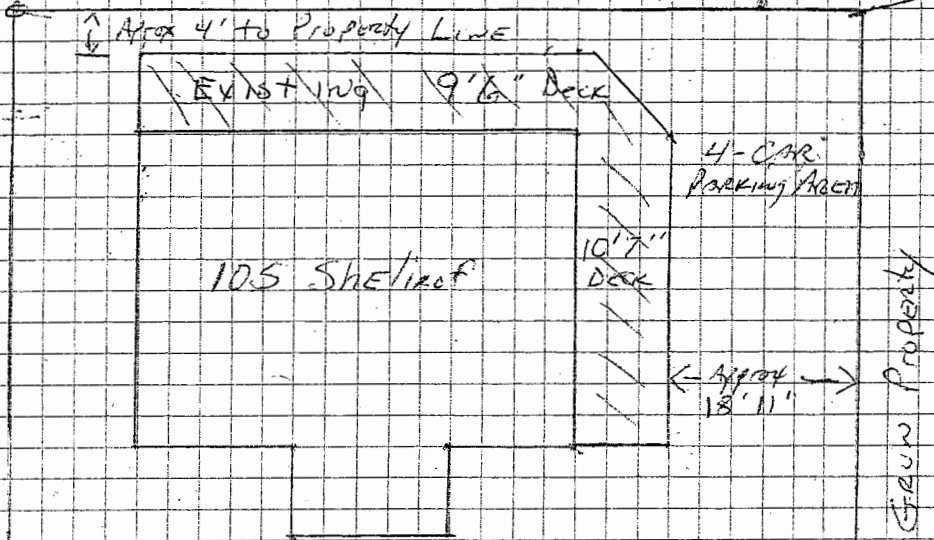 Aprox 4' to Property Line
Existing 9'6" Deck
4-CAR
PARKING AREA
105 Shelikof
10'7"
DECK
Approx
18'11"
Property